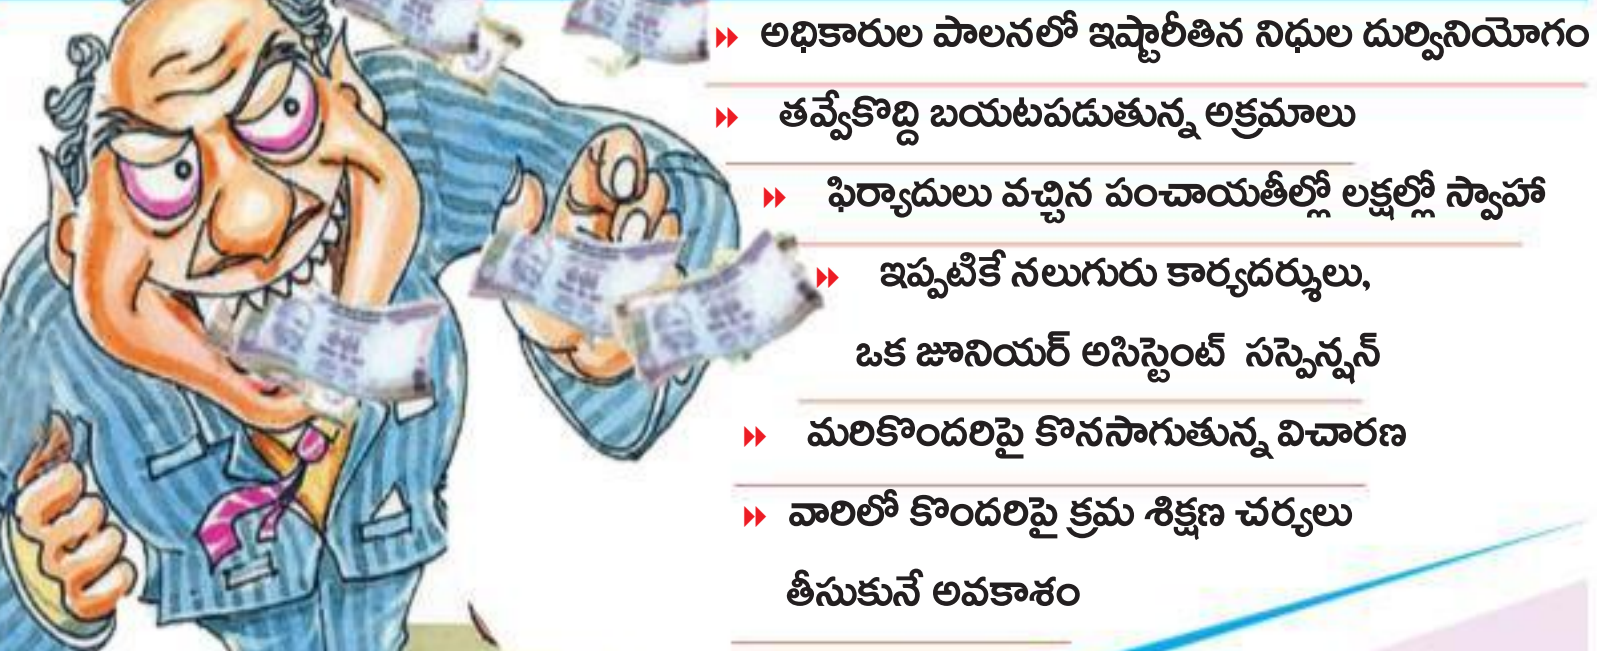 అధికారుల పాలనలో ఇష్టారీతిన నిధుల దుర్వినియోగం
తవ్వేకొద్ది బయటపడుతున్న అక్రమాలు
ఫిర్యాదులు వచ్చిన పంచాయతీల్లో లక్షల్లో స్వాహా
ఇప్పటికే నలుగురు కార్యదర్శులు,
ఒక జూనియర్ అసిస్టెంట్ సస్పెన్షన్
మరికొందరిపై కొనసాగుతున్న విచారణ
వారిలో కొందరిపై క్రమ శిక్షణ చర్యలు
తీసుకునే అవకాశం